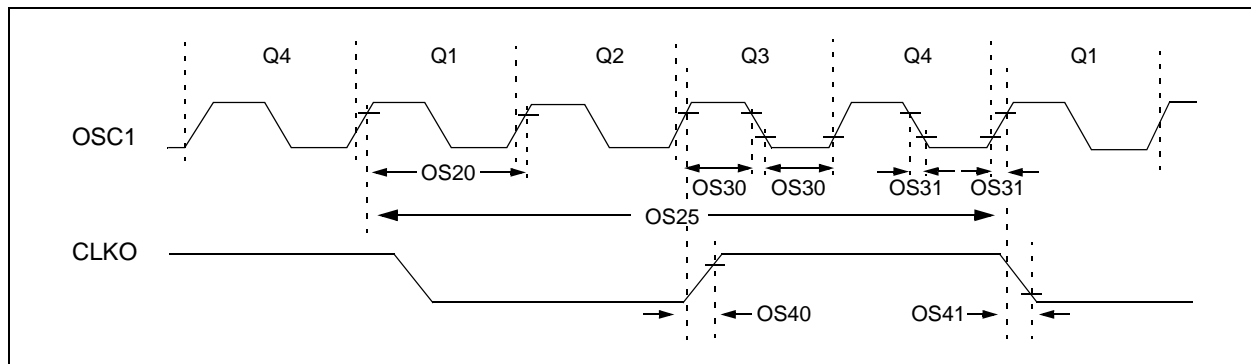 Q4 Q1 Q2 Q3 Q4 Q1
OSC1
OS20 OS30 OS30 OS31 OS31
OS25
CLKO
OS40 OS41